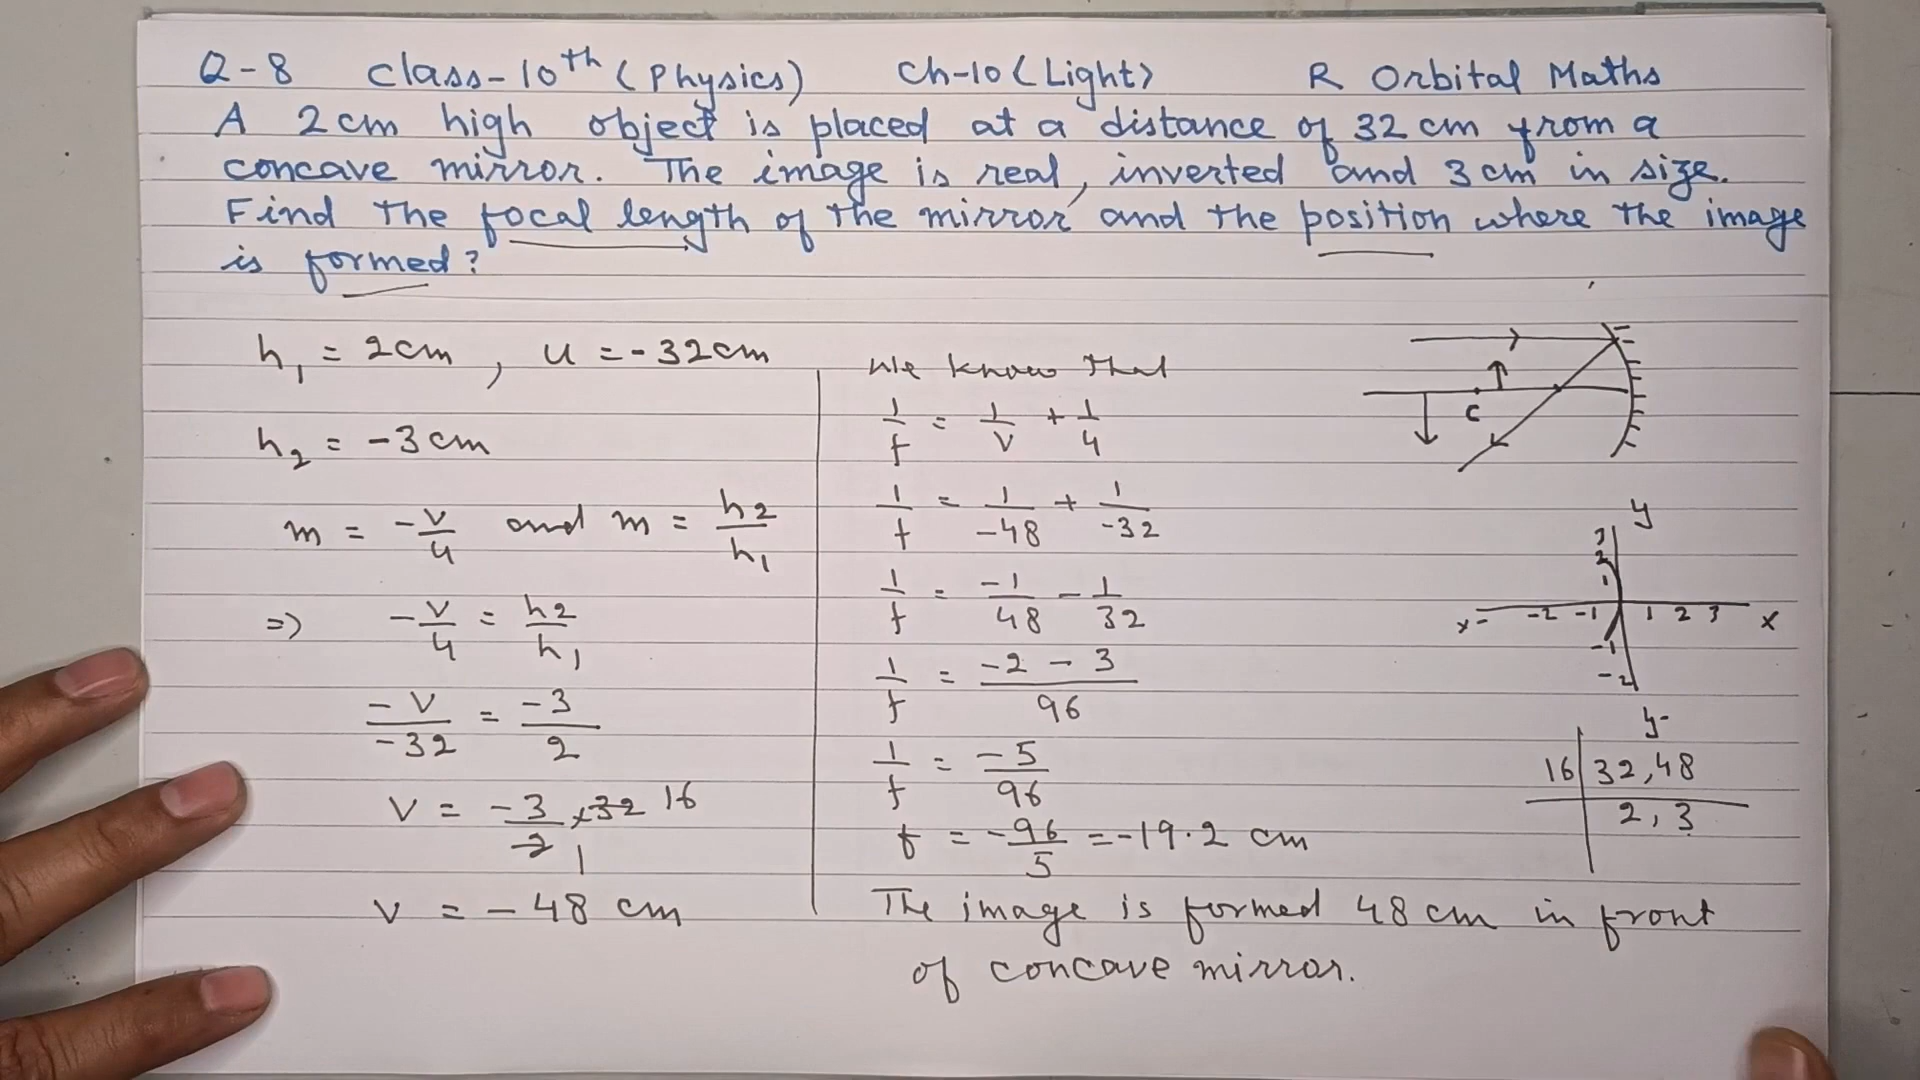 Q-8 Class-10th (Physics) Ch-10 (Light) R Orbital Maths
A 2cm high object is placed at a distance of 32 cm from a
concave mirror. The image is real, inverted and 3 cm in size.
Find the focal length of the mirror and the position where the image
is formed?
h₁ = 2cm, u = -32cm
h₂ = -3 cm
m = -v/u and m = h₂/h₁
=> -v/u = h₂/h₁
-v/-32 = -3/2
v = -3/2 × 32 16
1
v = -48 cm
We know that
1/f = 1/v + 1/u
1/f = 1/-48 + 1/-32
1/f = -1/48 - 1/32
1/f = -2 - 3/96
1/f = -5/96
f = -96/5 = -19.2 cm
The image is formed 48 cm in front
of concave mirror.
C
y
3
2
1
x- -2 -1 1 2 3 x
-1
-2
y-
16 | 32, 48
2, 3